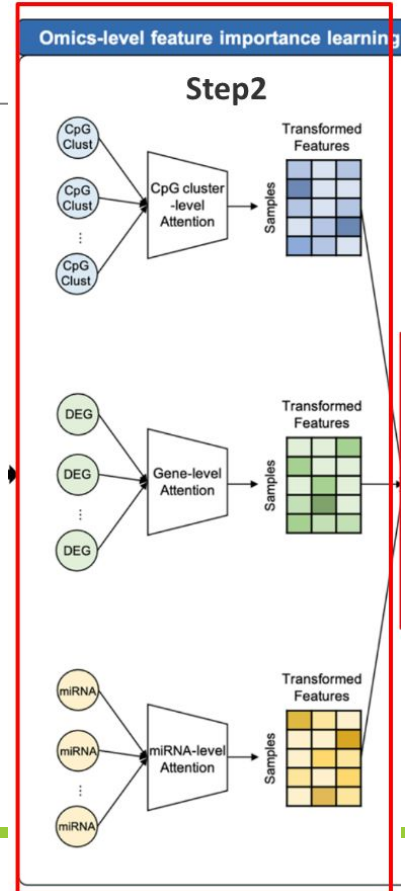 Omics-level feature importance learning
Step2
CpG
Clust
CpG
Clust
⋮
CpG
Clust
CpG cluster
-level
Attention
Transformed
Features
Samples
DEG
DEG
⋮
DEG
Gene-level
Attention
Transformed
Features
Samples
miRNA
miRNA
⋮
miRNA
miRNA-level
Attention
Transformed
Features
Samples